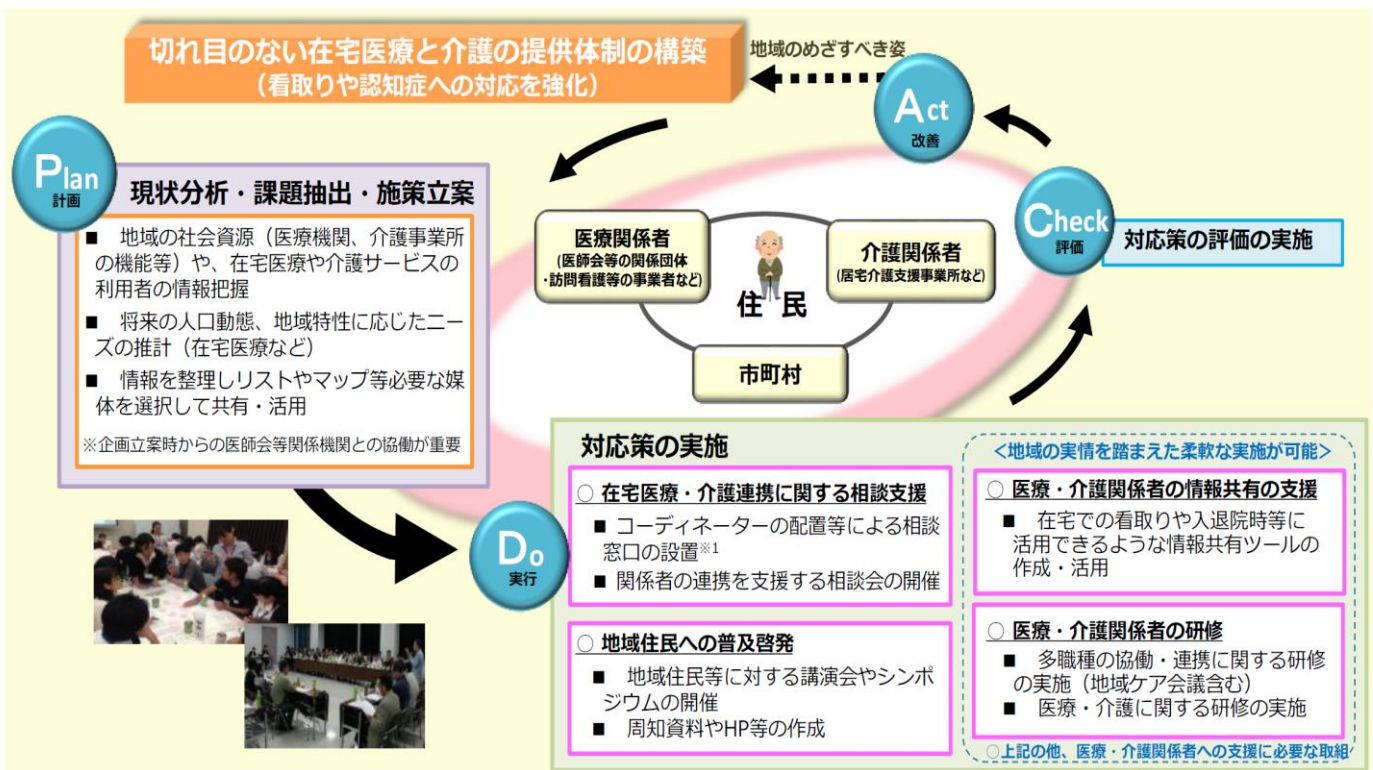 切れ目のない在宅医療と介護の提供体制の構築
（看取りや認知症への対応を強化）
地域のめざすべき姿
Act
改善
Plan
計画
現状分析・課題抽出・施策立案
■ 地域の社会資源（医療機関、介護事業所
の機能等）や、在宅医療や介護サービスの
利用者の情報把握
■ 将来の人口動態、地域特性に応じたニー
ズの推計（在宅医療など）
■ 情報を整理しリストやマップ等必要な媒
体を選択して共有・活用
※企画立案時からの医師会等関係機関との協働が重要
医療関係者
(医師会等の関係団体
・訪問看護等の事業者など)
介護関係者
(居宅介護支援事業所など)
住民
市町村
Check
評価
対応策の評価の実施
Do
実行
対応策の実施
○ 在宅医療・介護連携に関する相談支援
■ コーディネーターの配置等による相談
窓口の設置※1
■ 関係者の連携を支援する相談会の開催
○ 地域住民への普及啓発
■ 地域住民等に対する講演会やシンポ
ジウムの開催
■ 周知資料やHP等の作成
＜地域の実情を踏まえた柔軟な実施が可能＞
○ 医療・介護関係者の情報共有の支援
■ 在宅での看取りや入退院時等に
活用できるような情報共有ツールの
作成・活用
○ 医療・介護関係者の研修
■ 多職種の協働・連携に関する研修
の実施（地域ケア会議含む）
■ 医療・介護に関する研修の実施
○上記の他、医療・介護関係者への支援に必要な取組